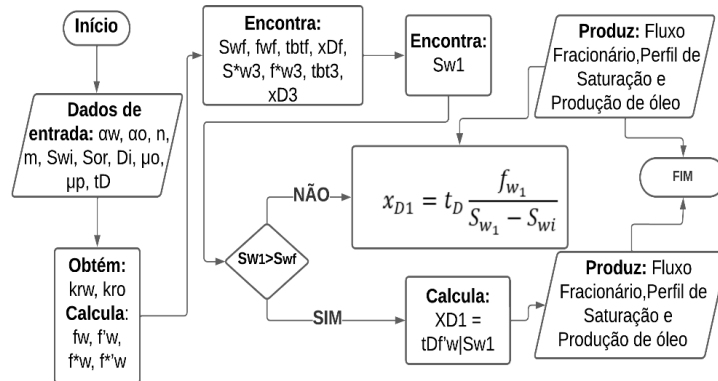 Início
Dados de
entrada: αw, αo, n,
m, Swi, Sor, Di, μo,
μp, tD
Obtém:
krw, kro
Calcula:
fw, f'w,
f*w, f*'w
Encontra:
Swf, fwf, tbtf, xDf,
S*w3, f*w3, tbt3,
xD3
Encontra:
Sw1
SW1>Swf
NÃO
x_{D1} = t_D \frac{f_{w_1}}{S_{w_1} - S_{wi}}
SIM
Calcula:
XD1 =
tDf'w|Sw1
Produz: Fluxo
Fracionário,Perfil de
Saturação e
Produção de óleo
Produz: Fluxo
Fracionário,Perfil de
Saturação e
Produção de óleo
FIM